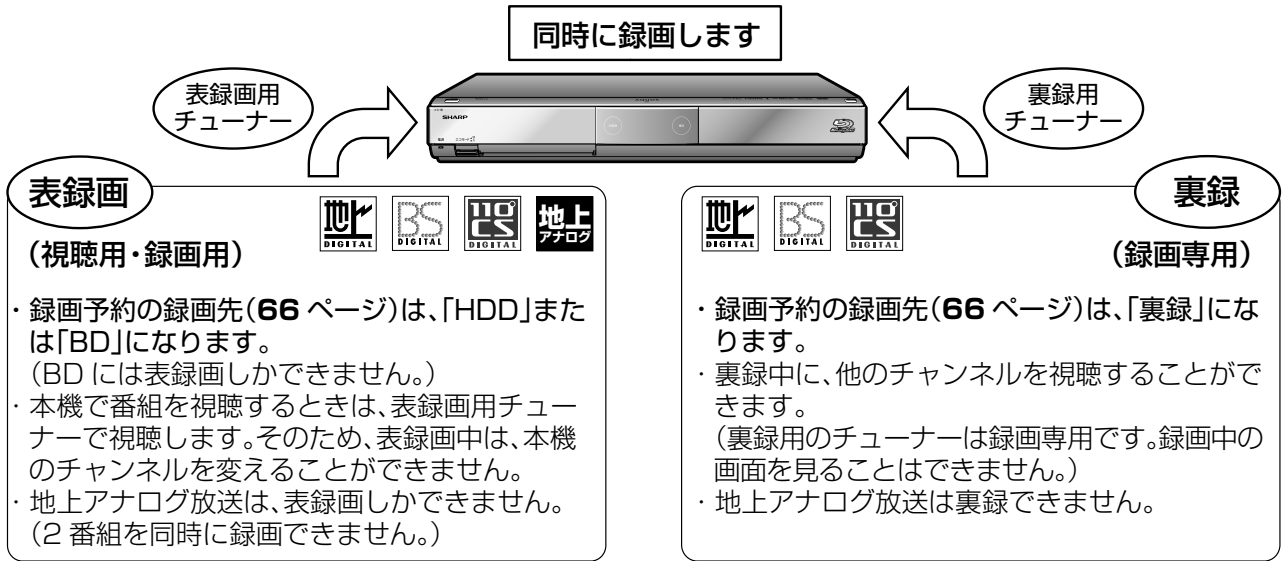 同時に録画します
表録画用
チューナー
裏録用
チューナー
SHARP
表録画
(視聴用・録画用)
DIGITAL
BS
DIGITAL
110°
CS
DIGITAL
地上
アナログ
・録画予約の録画先(66 ページ)は、「HDD」また
は「BD」になります。
(BD には表録画しかできません。)
・本機で番組を視聴するときは、表録画用チュー
ナーで視聴します。そのため、表録画中は、本機
のチャンネルを変えることができません。
・地上アナログ放送は、表録画しかできません。
(2 番組を同時に録画できません。)
裏録
(録画専用)
DIGITAL
BS
DIGITAL
110°
CS
DIGITAL
・録画予約の録画先(66 ページ)は、「裏録」にな
ります。
・裏録中に、他のチャンネルを視聴することがで
きます。
(裏録用のチューナーは録画専用です。録画中の
画面を見ることはできません。)
・地上アナログ放送は裏録できません。